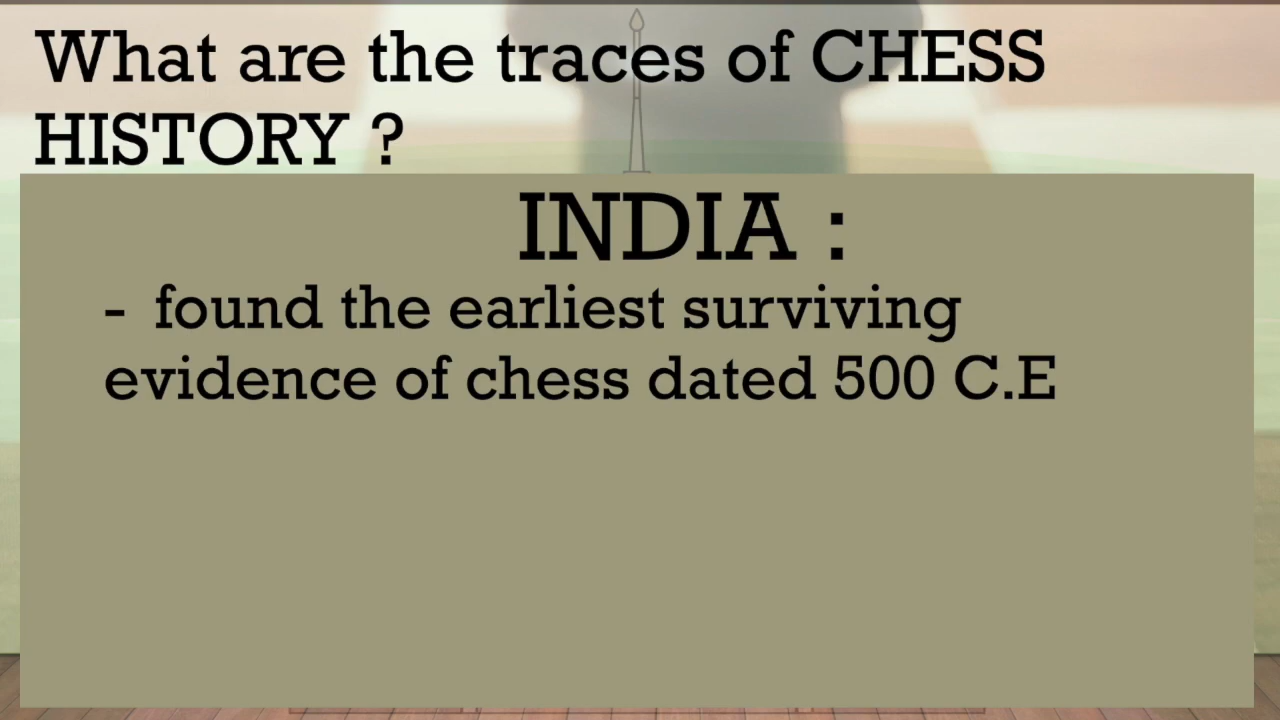 What are the traces of CHESS
HISTORY ?
INDIA :
- found the earliest surviving
evidence of chess dated 500 C.E